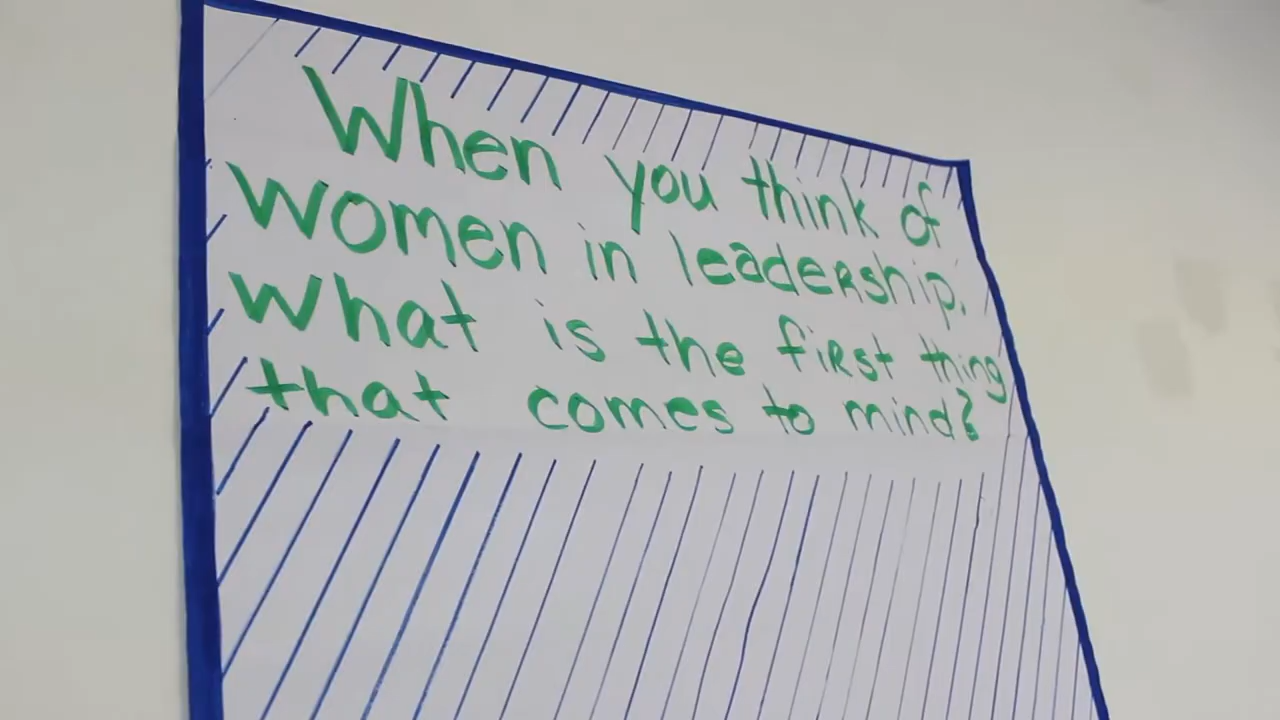 When you think of
women in leadership.
What is the first thing
that comes to mind?